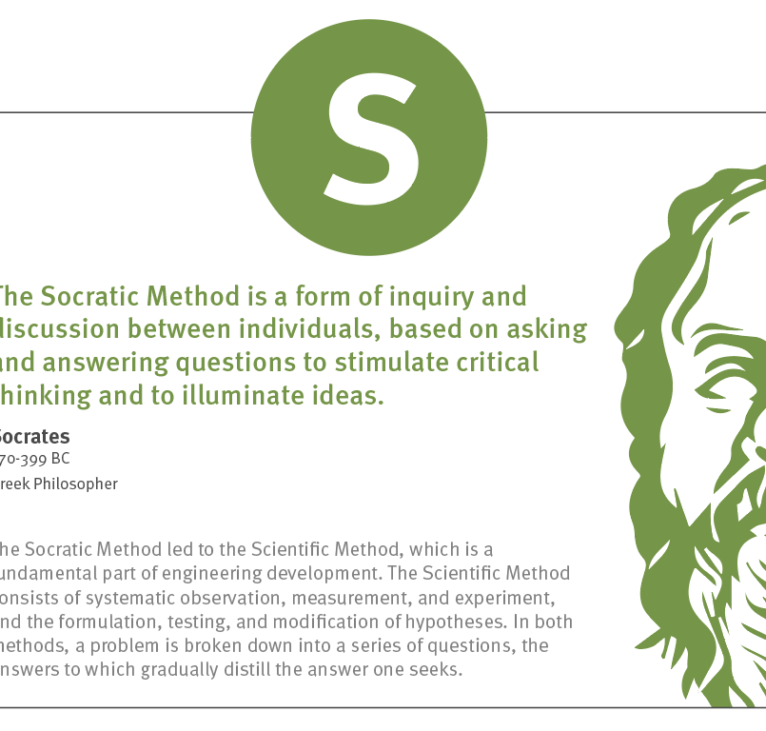 S
The Socratic Method is a form of inquiry and
discussion between individuals, based on asking
and answering questions to stimulate critical
thinking and to illuminate ideas.
Socrates
70-399 BC
reek Philosopher
he Socratic Method led to the Scientific Method, which is a
undamental part of engineering development. The Scientific Method
onsists of systematic observation, measurement, and experiment,
nd the formulation, testing, and modification of hypotheses. In both
methods, a problem is broken down into a series of questions, the
nswers to which gradually distill the answer one seeks.